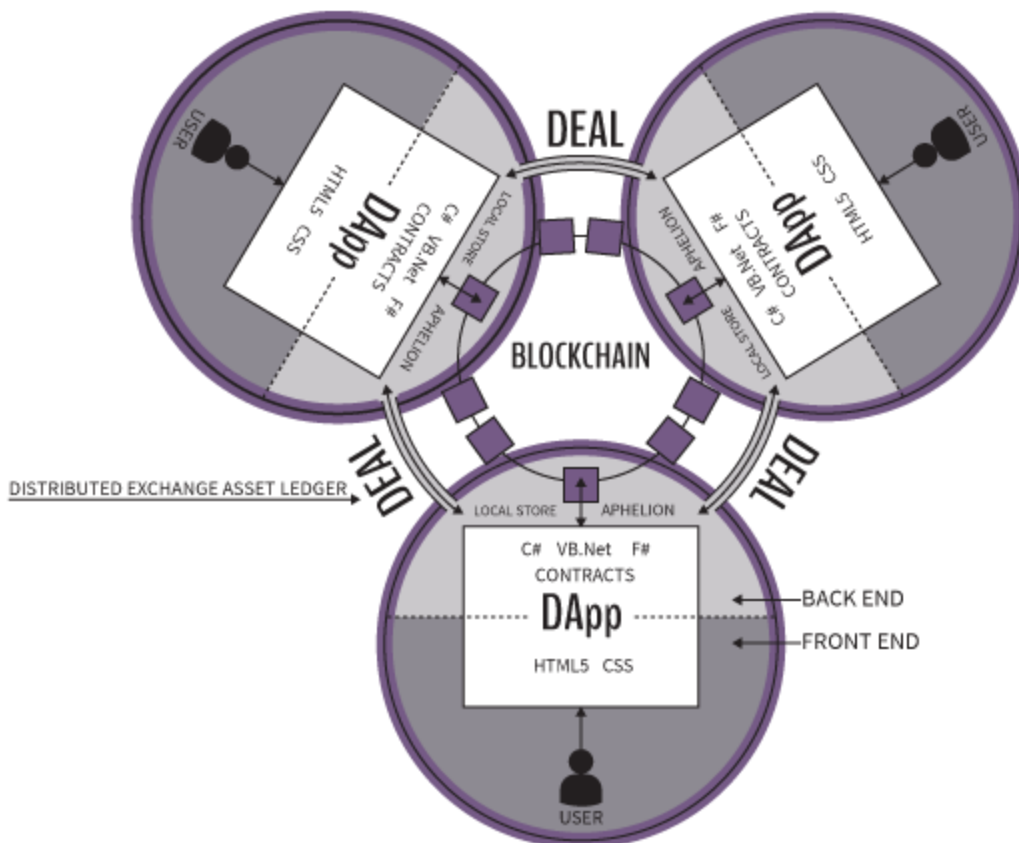 DEAL
USER
HTML5 CSS
DApp
C# VB.Net F#
CONTRACTS
LOCAL STORE
APHELION
USER
HTML5 CSS
DApp
C# VB.Net F#
CONTRACTS
APHELION
LOCAL STORE
BLOCKCHAIN
DEAL
DEAL
DISTRIBUTED EXCHANGE ASSET LEDGER
LOCAL STORE APHELION
C# VB.Net F#
CONTRACTS
DApp
HTML5 CSS
BACK END
FRONT END
USER